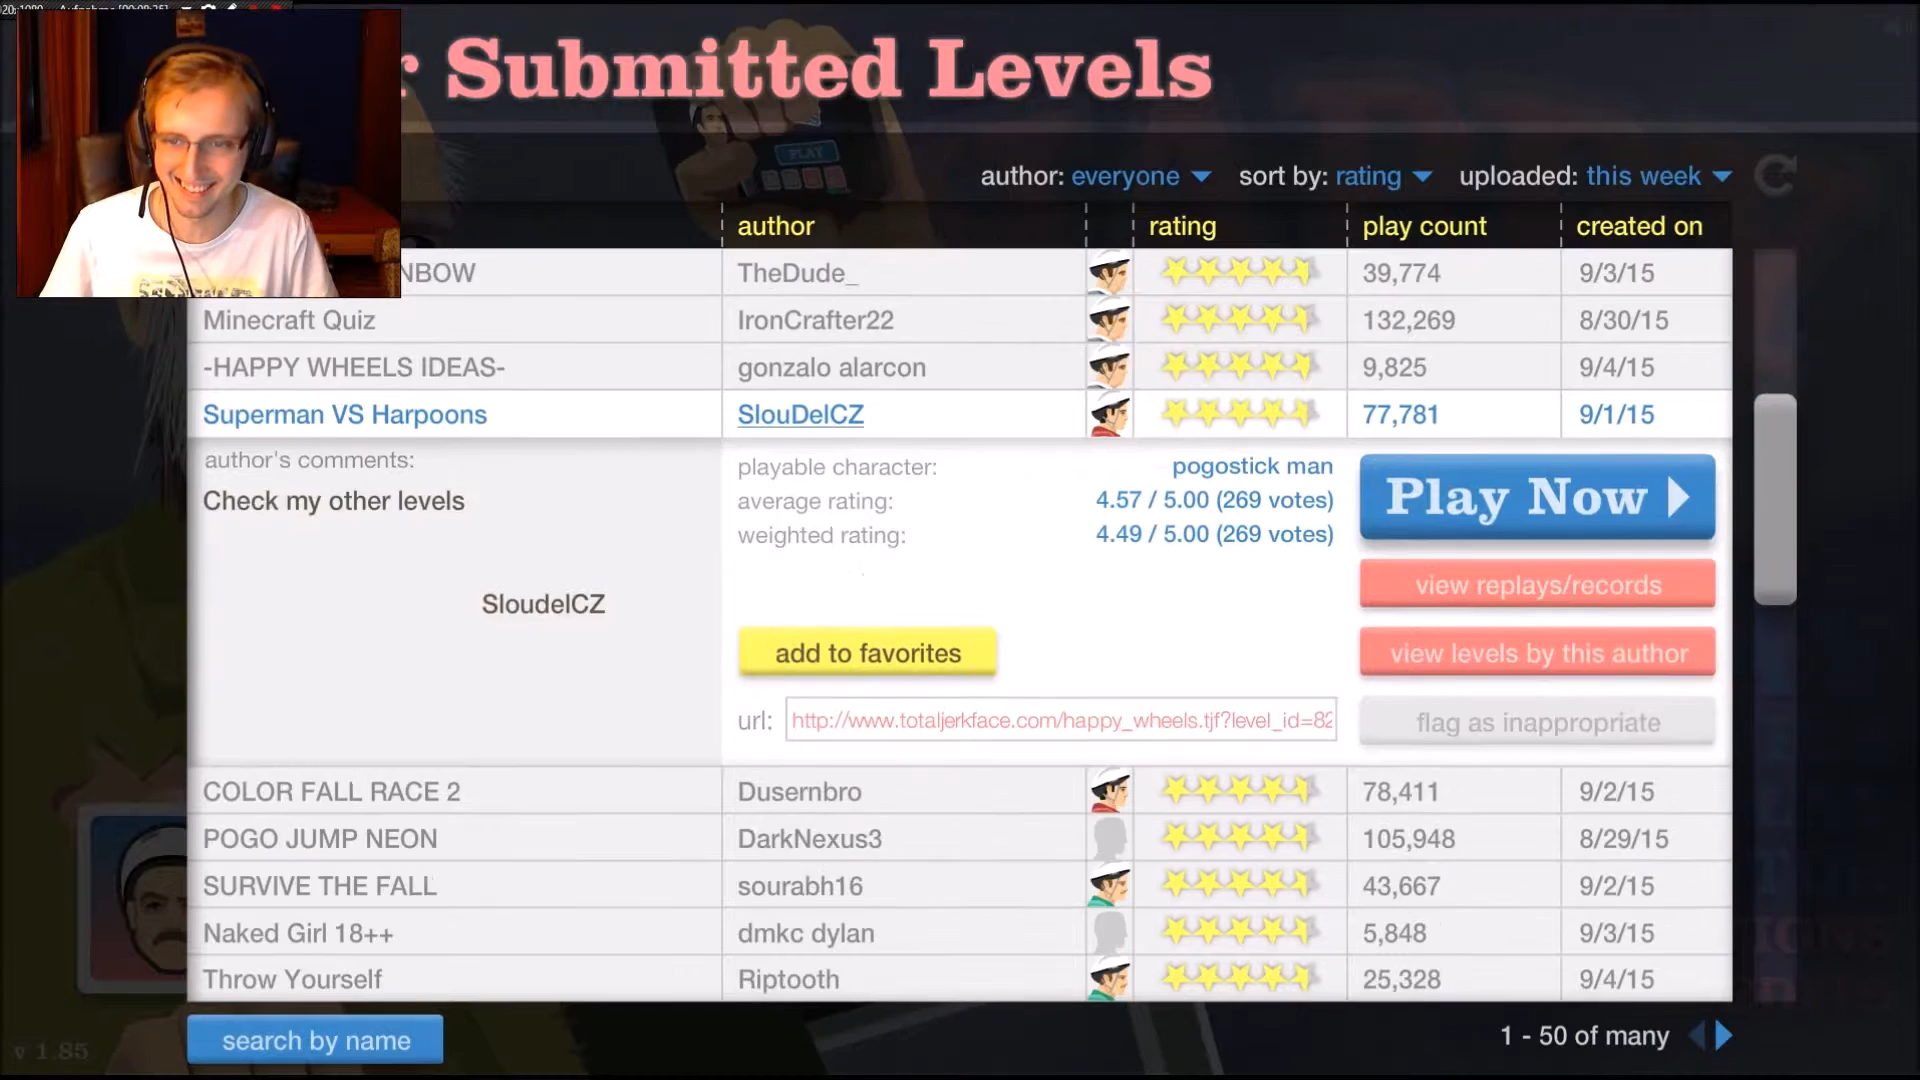 r Submitted Levels
author: everyone sort by: rating uploaded: this week
author rating play count created on
NBOW TheDude_ 39,774 9/3/15
Minecraft Quiz IronCrafter22 132,269 8/30/15
-HAPPY WHEELS IDEAS- gonzalo alarcon 9,825 9/4/15
Superman VS Harpoons SlouDelCZ 77,781 9/1/15
author's comments:
Check my other levels
SloudelCZ
playable character: pogostick man
average rating: 4.57 / 5.00 (269 votes)
weighted rating: 4.49 / 5.00 (269 votes)
add to favorites
url: http://www.totaljerkface.com/happy_wheels.tjf?level_id=82
Play Now
view replays/records
view levels by this author
flag as inappropriate
COLOR FALL RACE 2 Dusernbro 78,411 9/2/15
POGO JUMP NEON DarkNexus3 105,948 8/29/15
SURVIVE THE FALL sourabh16 43,667 9/2/15
Naked Girl 18++ dmkc dylan 5,848 9/3/15
Throw Yourself Riptooth 25,328 9/4/15
search by name
1 - 50 of many
v 1.85
PLAY